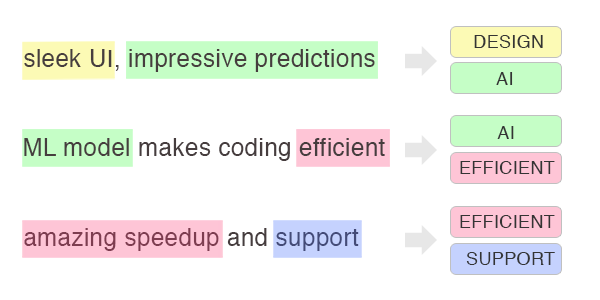 sleek UI, impressive predictions
DESIGN
AI
ML model makes coding efficient
AI
EFFICIENT
amazing speedup and support
EFFICIENT
SUPPORT